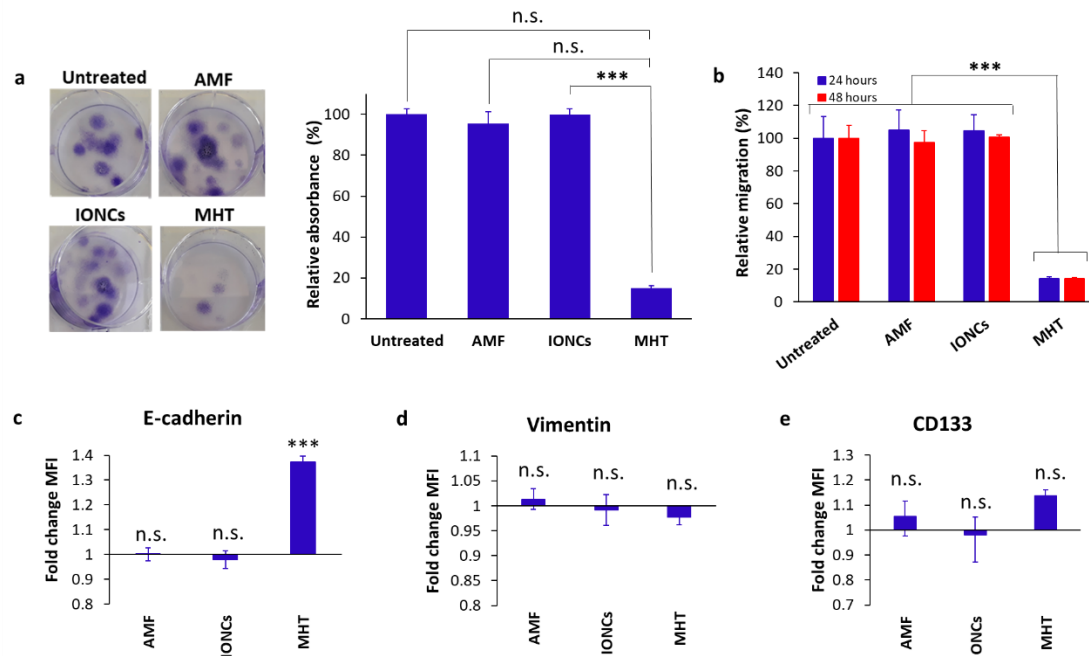 n.s.
n.s.
***
a
Untreated
AMF
IONCs
MHT
Relative absorbance (%)
120
100
80
60
40
20
0
Untreated
AMF
IONCs
MHT
b
***
24 hours
48 hours
Relative migration (%)
140
120
100
80
60
40
20
0
Untreated
AMF
IONCs
MHT
c
E-cadherin
***
n.s.
n.s.
Fold change MFI
1.4
1.3
1.2
1.1
1
0.9
0.8
AMF
IONCs
MHT
d
Vimentin
n.s.
n.s.
n.s.
Fold change MFI
1.1
1.05
1
0.95
0.9
0.85
0.8
AMF
IONCs
MHT
e
CD133
n.s.
n.s.
n.s.
Fold change MFI
1.3
1.2
1.1
1
0.9
0.8
0.7
AMF
ONCs
MHT